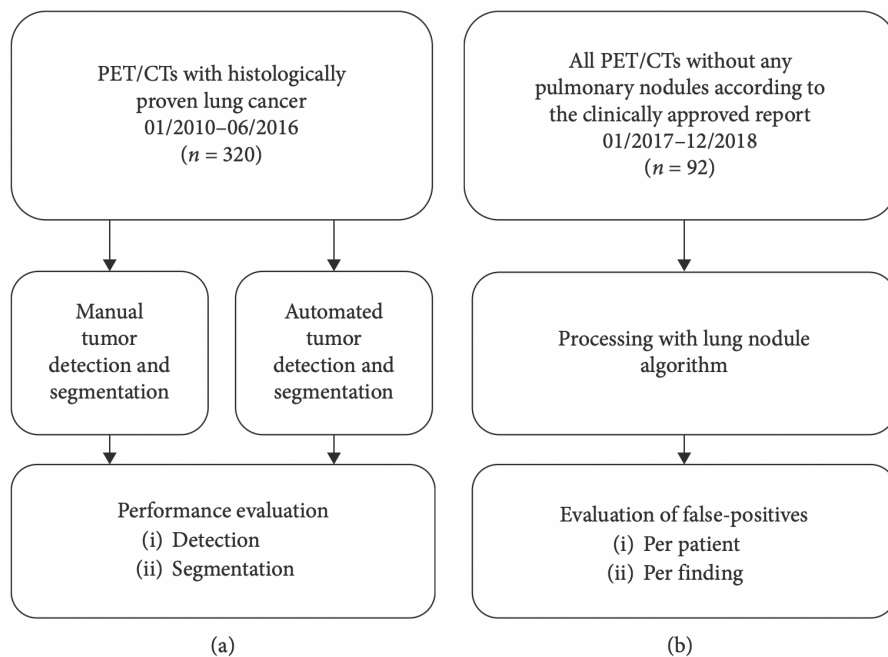 PET/CTs with histologically
proven lung cancer
01/2010–06/2016
(n = 320)
Manual
tumor
detection and
segmentation
Automated
tumor
detection and
segmentation
Performance evaluation
(i) Detection
(ii) Segmentation
(a)
All PET/CTs without any
pulmonary nodules according to
the clinically approved report
01/2017–12/2018
(n = 92)
Processing with lung nodule
algorithm
Evaluation of false-positives
(i) Per patient
(ii) Per finding
(b)